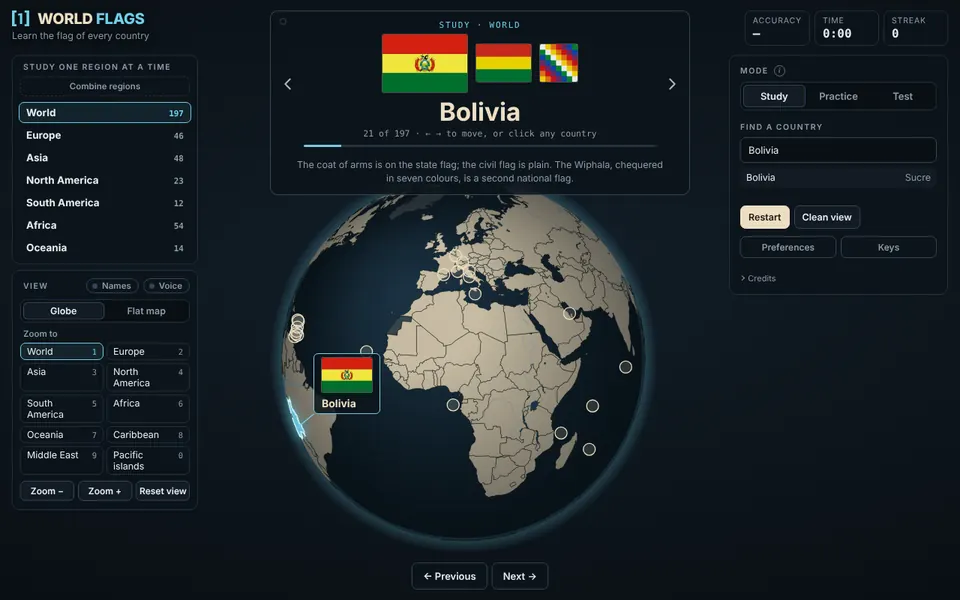 [1] WORLD FLAGS
Learn the flag of every country
STUDY ONE REGION AT A TIME
Combine regions
World 197
Europe 46
Asia 48
North America 23
South America 12
Africa 54
Oceania 14
VIEW
Names
Voice
Globe
Flat map
Zoom to
World 1
Europe 2
Asia 3
North America 4
South America 5
Africa 6
Oceania 7
Caribbean 8
Middle East 9
Pacific islands 0
Zoom −
Zoom +
Reset view
STUDY · WORLD
Bolivia
21 of 197 · ← → to move, or click any country
The coat of arms is on the state flag; the civil flag is plain. The Wiphala, chequered
in seven colours, is a second national flag.
Bolivia
← Previous
Next →
ACCURACY
–
TIME
0:00
STREAK
0
MODE i
Study
Practice
Test
FIND A COUNTRY
Bolivia
Bolivia Sucre
Restart
Clean view
Preferences
Keys
> Credits